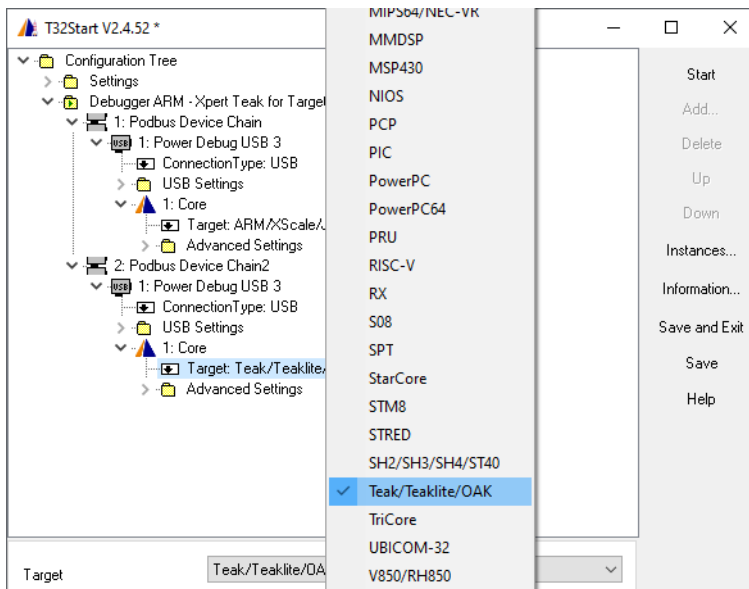 T32Start V2.4.52 *
Configuration Tree
Settings
Debugger ARM - Xpert Teak for Target
1: Podbus Device Chain
1: Power Debug USB 3
USB
ConnectionType: USB
USB Settings
1: Core
Target: ARM/XScale/
Advanced Settings
2: Podbus Device Chain2
1: Power Debug USB 3
USB
ConnectionType: USB
USB Settings
1: Core
Target: Teak/Teaklite/
Advanced Settings
MIPS64/NEC-VR
MMDSP
MSP430
NIOS
PCP
PIC
PowerPC
PowerPC64
PRU
RISC-V
RX
S08
SPT
StarCore
STM8
STRED
SH2/SH3/SH4/ST40
Teak/Teaklite/OAK
TriCore
UBICOM-32
V850/RH850
Start
Add...
Delete
Up
Down
Instances...
Information...
Save and Exit
Save
Help
Target
Teak/Teaklite/OA